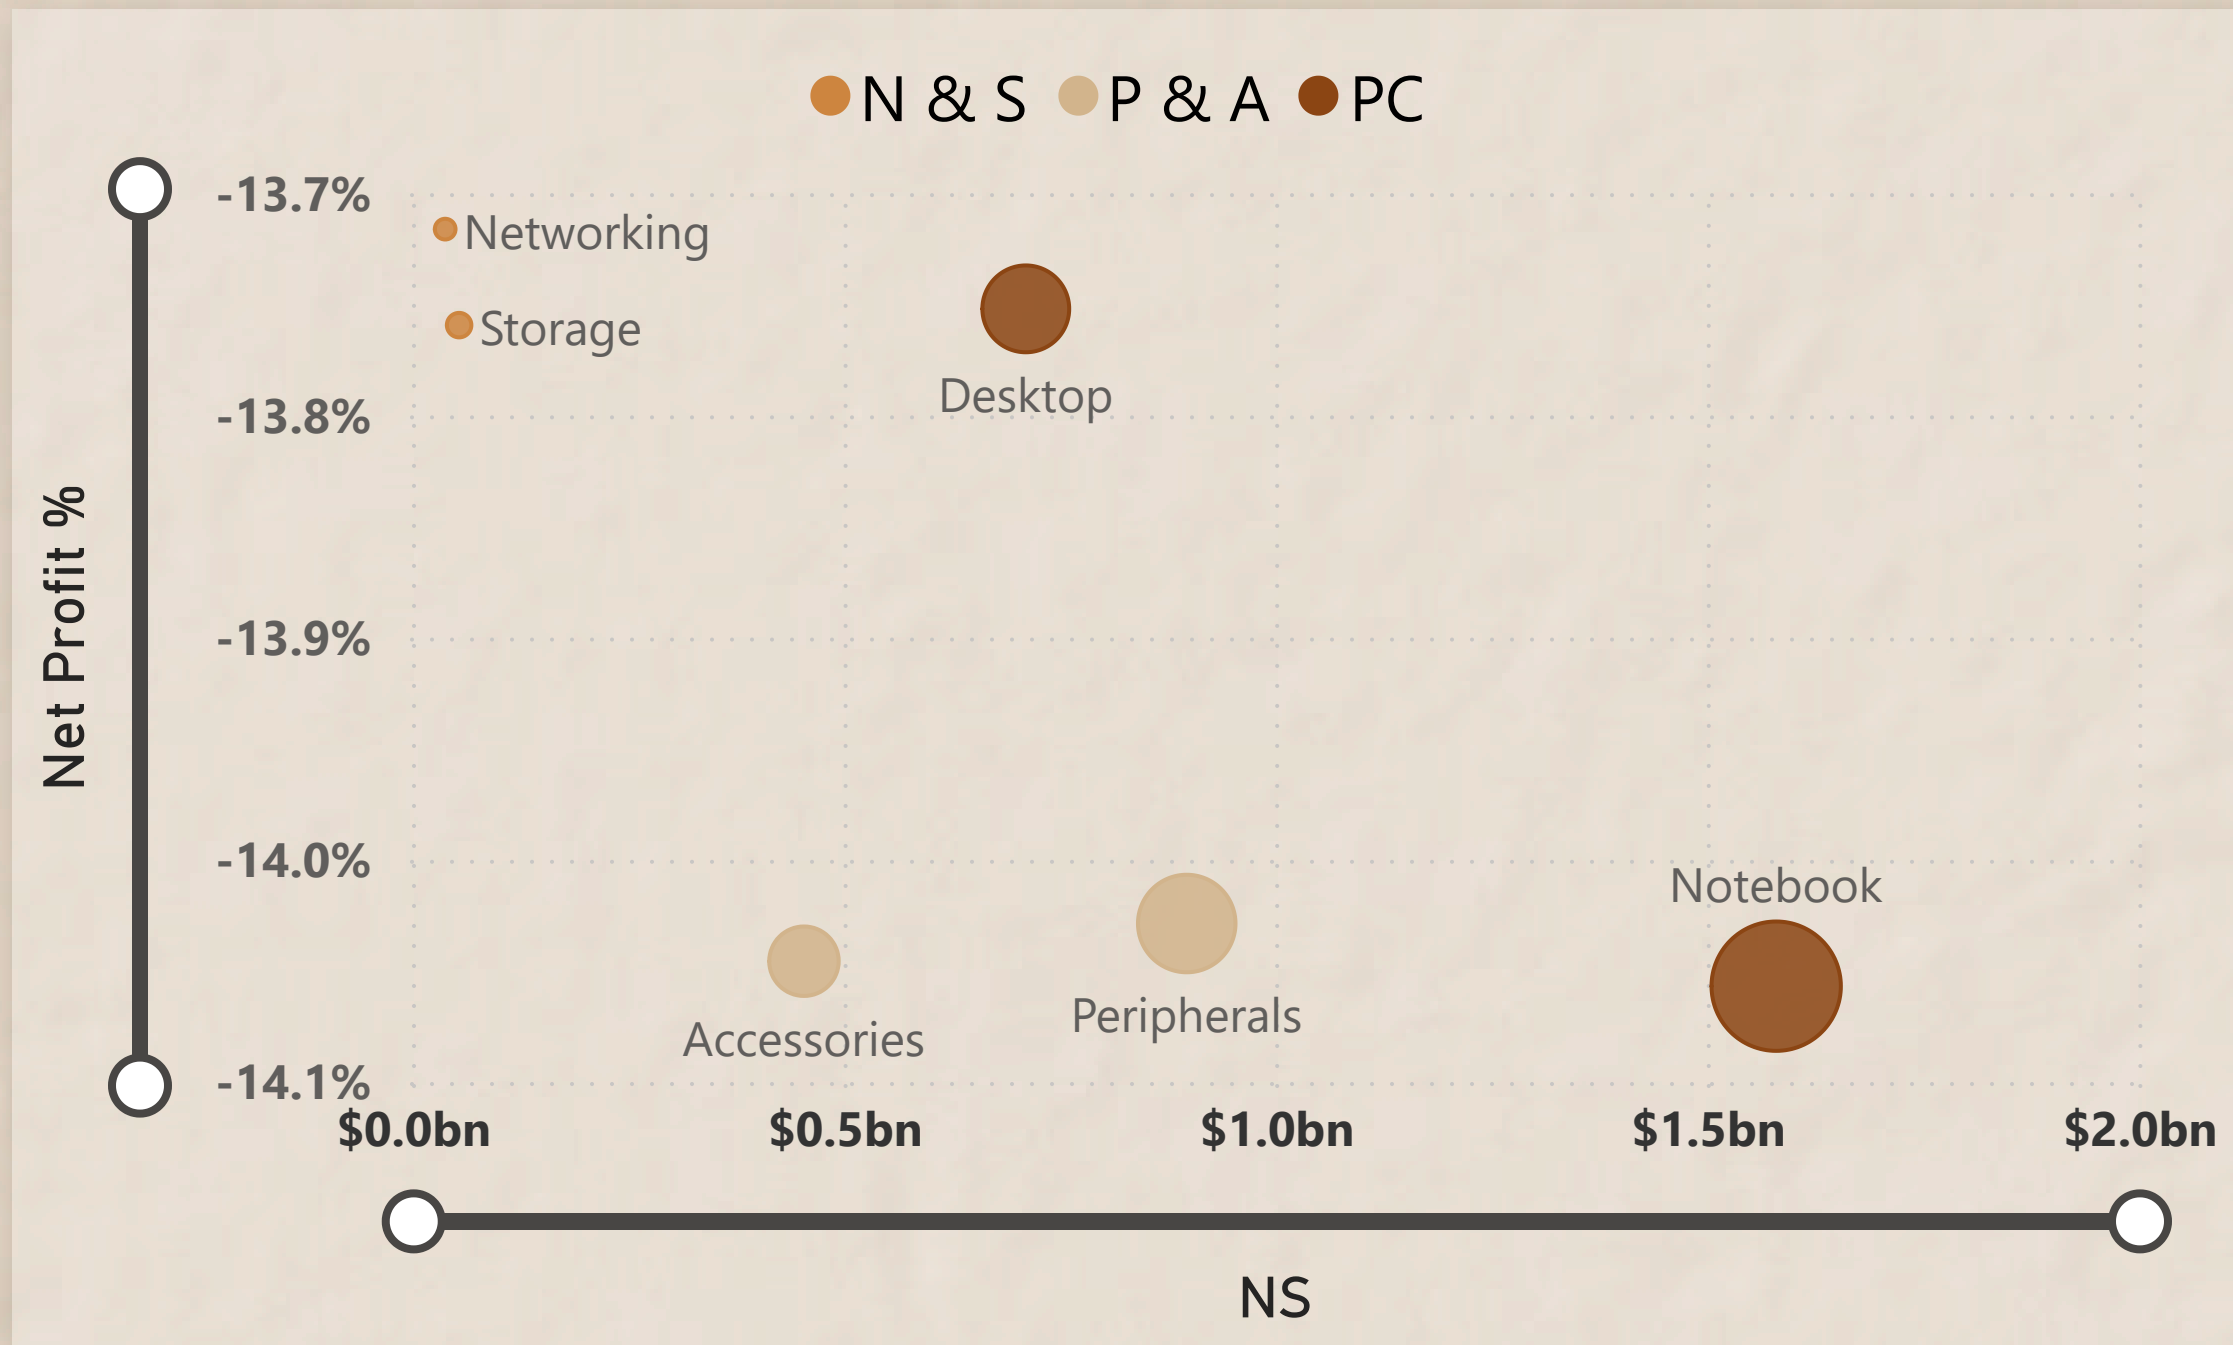 N & S P & A PC
Net Profit %
-13.7%
Networking
Storage
Desktop
-13.8%
-13.9%
-14.0%
Notebook
Peripherals
Accessories
-14.1%
$0.0bn $0.5bn $1.0bn $1.5bn $2.0bn
NS